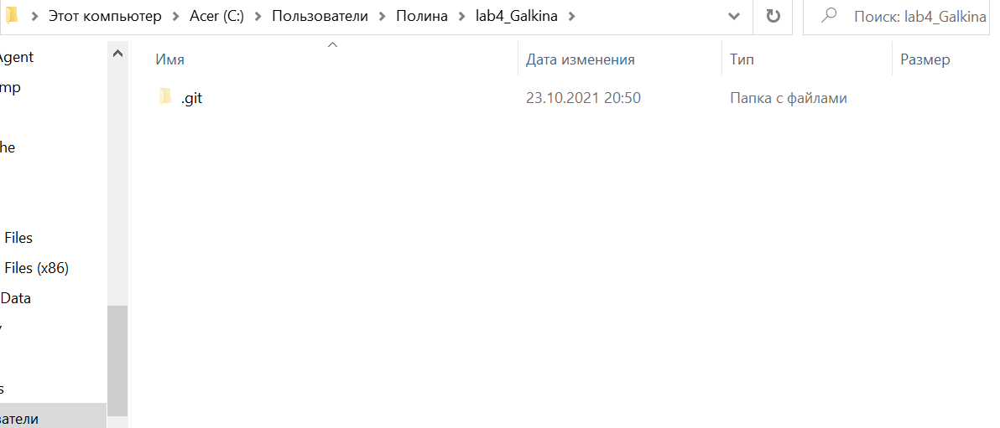 Этот компьютер > Acer (C:) > Пользователи > Полина > lab4_Galkina >
Поиск: lab4_Galkina
Agent
mp
he
Files
Files (x86)
Data
s
ватели
Имя
Дата изменения
Тип
Размер
.git
23.10.2021 20:50
Папка с файлами